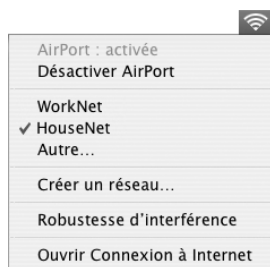 AirPort : activée
Désactiver AirPort
WorkNet
✓ HouseNet
Autre...
Créer un réseau...
Robustesse d'interférence
Ouvrir Connexion à Internet